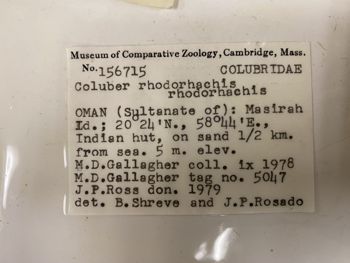 Museum of Comparative Zoology, Cambridge, Mass.
No. 156715 COLUBRIDAE
Coluber rhodorhachis
rhodorhachis
OMAN (Sultanate of): Masirah
Id.; 20°24'N., 58°44'E.,
Indian hut, on sand 1/2 km.
from sea. 5 m. elev.
M.D.Gallagher coll. ix 1978
M.D.Gallagher tag no. 5047
J.P.Ross don. 1979
det. B.Shreve and J.P.Rosado